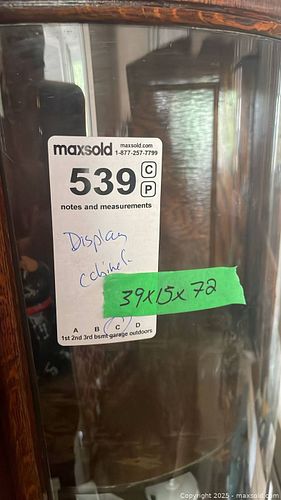 maxsold maxsold.com
1-877-257-7799
539 C
P
notes and measurements
Display
cabinet
39x15x72
A B C D
1st 2nd 3rd bsmt garage outdoors
Copyright 2025 - maxsold.com